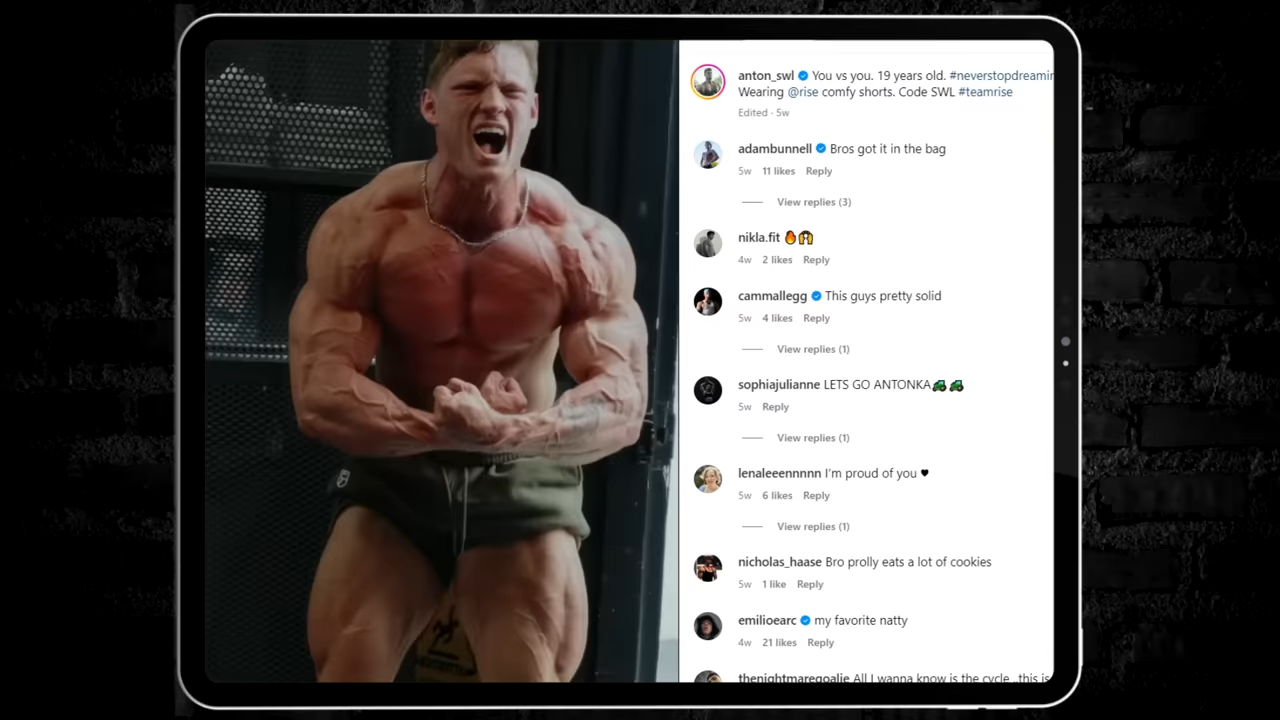 anton_swl You vs you. 19 years old. #neverstopdreamin
Wearing @rise comfy shorts. Code SWL #teamrise
Edited · 5w
adambunnell Bros got it in the bag
5w 11 likes Reply
View replies (3)
nikla.fit 🔥🙌
4w 2 likes Reply
cammallegg This guys pretty solid
5w 4 likes Reply
View replies (1)
sophiajulianne LETS GO ANTONKA🚜🚜
5w Reply
View replies (1)
lenaleeennnnn I'm proud of you ♥
5w 6 likes Reply
View replies (1)
nicholas_haase Bro prolly eats a lot of cookies
5w 1 like Reply
emilioearc my favorite natty
4w 21 likes Reply
thenightmaregoalie All I wanna know is the cycle ..this is